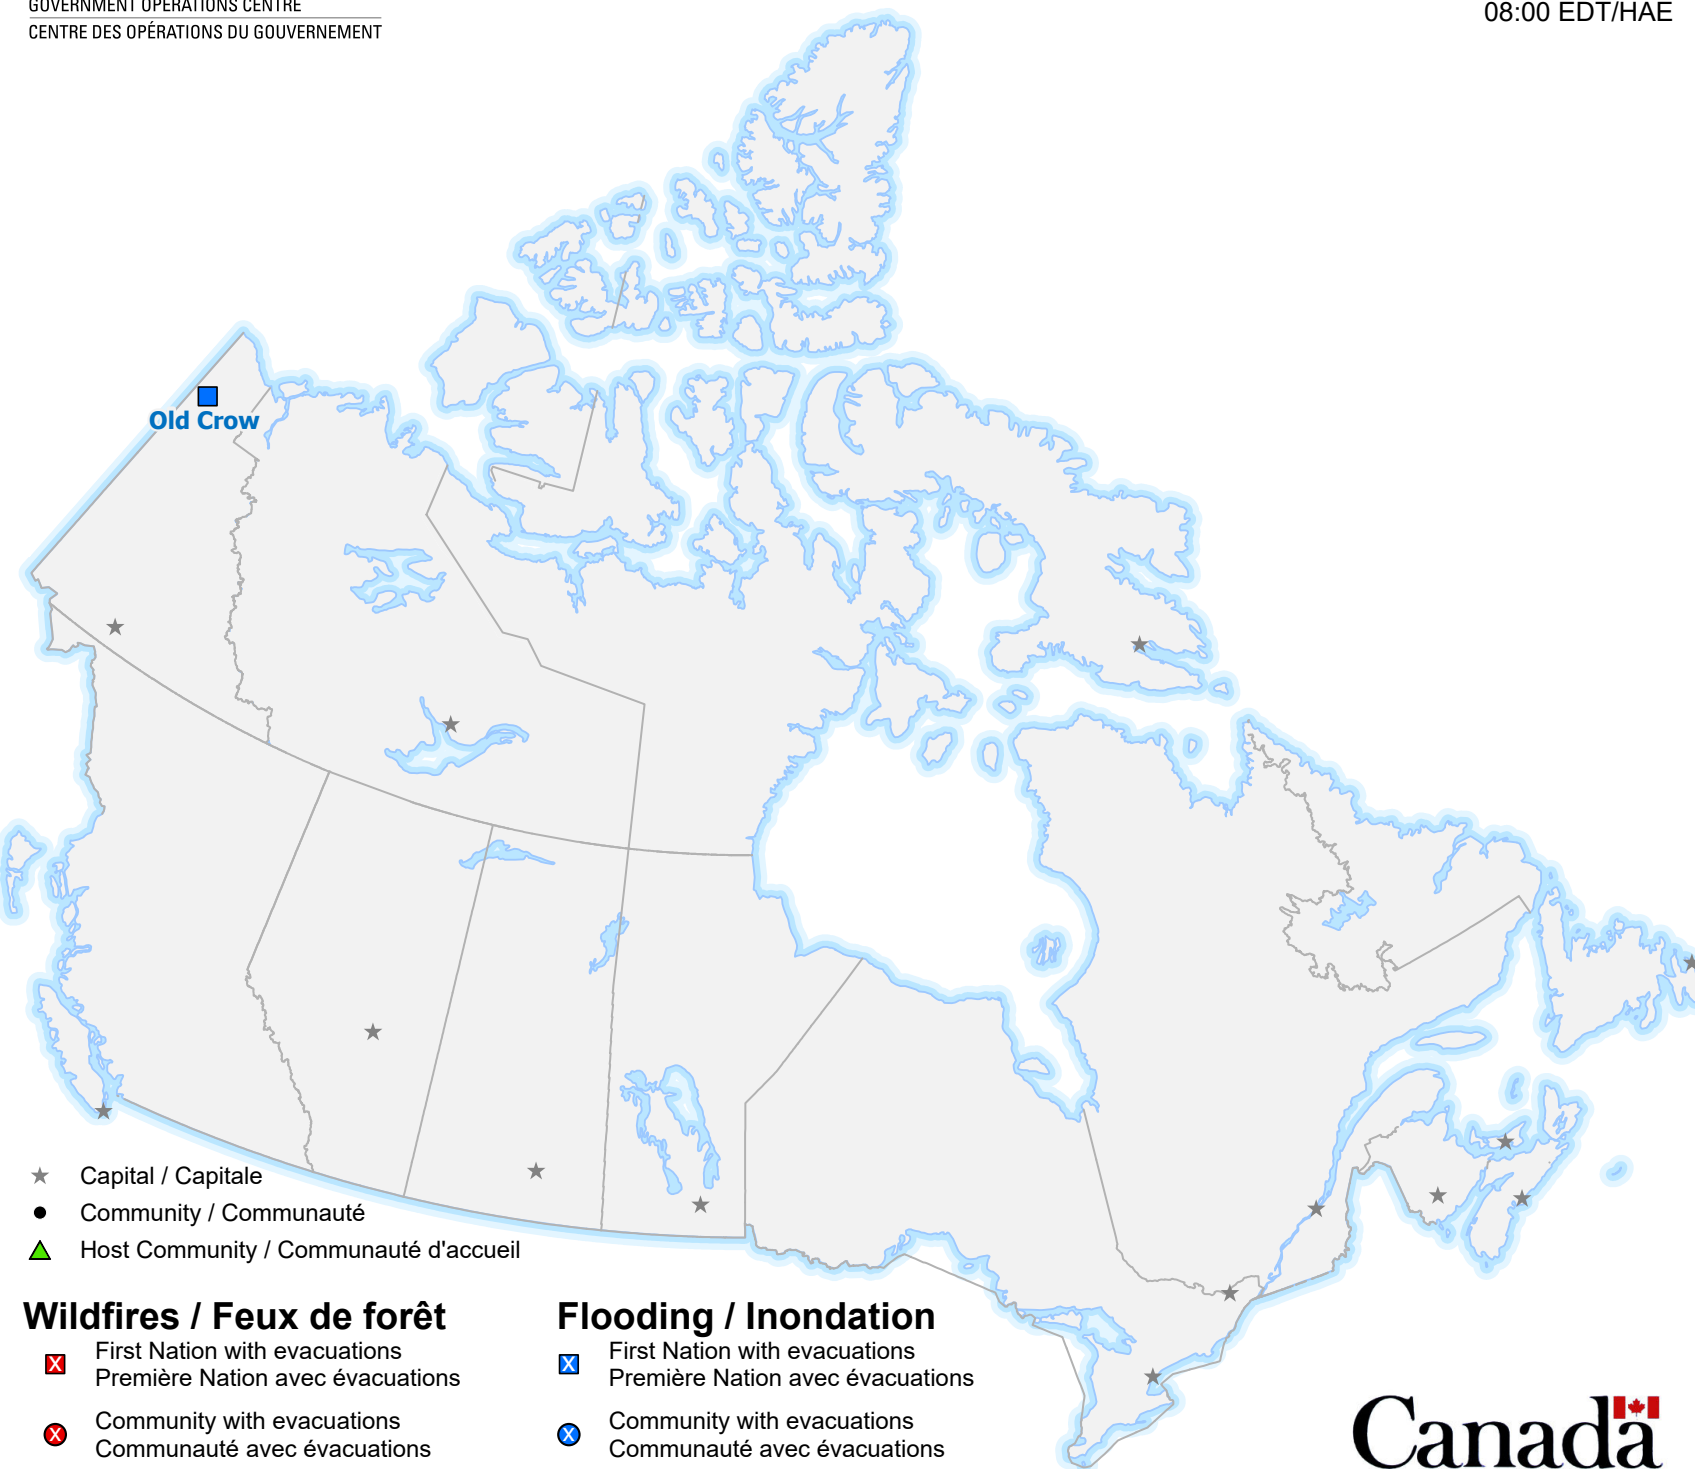 GOVERNMENT OPERATIONS CENTRE
CENTRE DES OPÉRATIONS DU GOUVERNEMENT
08:00 EDT/HAE
Old Crow
Capital / Capitale
Community / Communauté
Host Community / Communauté d'accueil
Wildfires / Feux de forêt
X First Nation with evacuations
Première Nation avec évacuations
X Community with evacuations
Communauté avec évacuations
Flooding / Inondation
X First Nation with evacuations
Première Nation avec évacuations
X Community with evacuations
Communauté avec évacuations
Canada